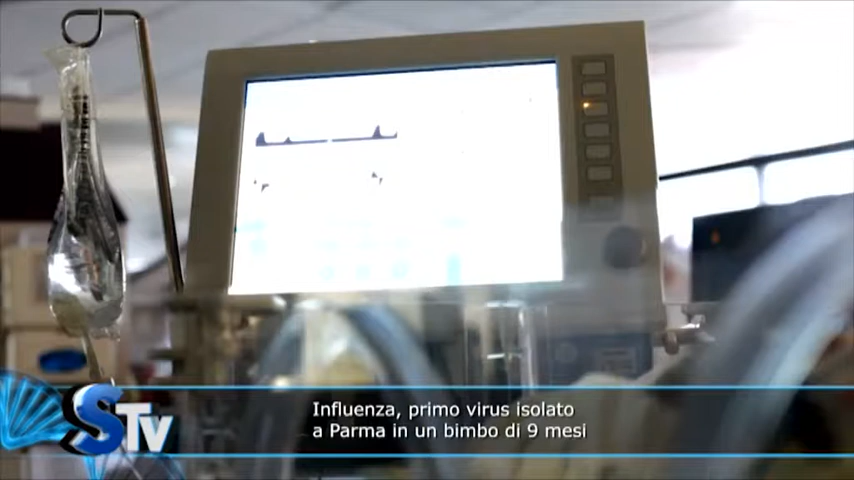 Influenza, primo virus isolato
a Parma in un bimbo di 9 mesi
STv